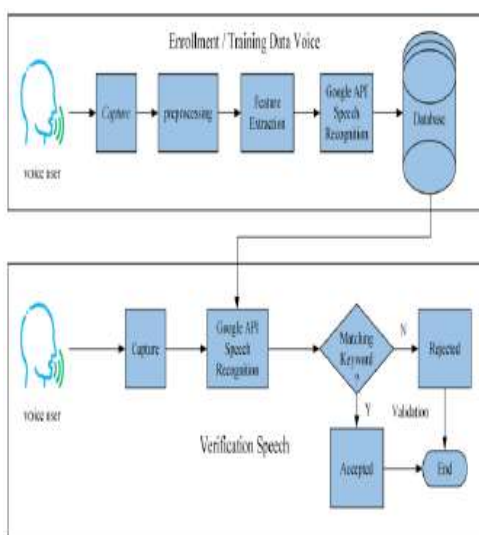 Enrollment / Training Data Voice
voice user
Capture
preprocessing
Feature
Extraction
Google API
Speech
Recognition
Database
voice user
Capture
Google API
Speech
Recognition
Matching
Keyword
?
N
Rejected
Y
Validation
Verification Speech
Accepted
End